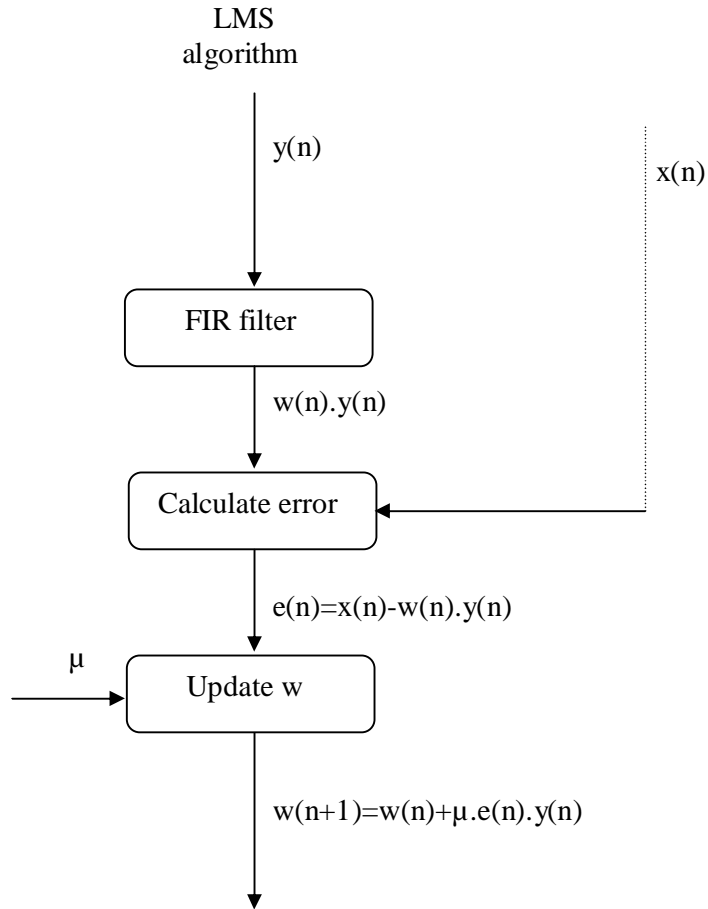 LMS
algorithm
y(n)
x(n)
FIR filter
w(n).y(n)
Calculate error
e(n)=x(n)-w(n).y(n)
µ
Update w
w(n+1)=w(n)+µ.e(n).y(n)